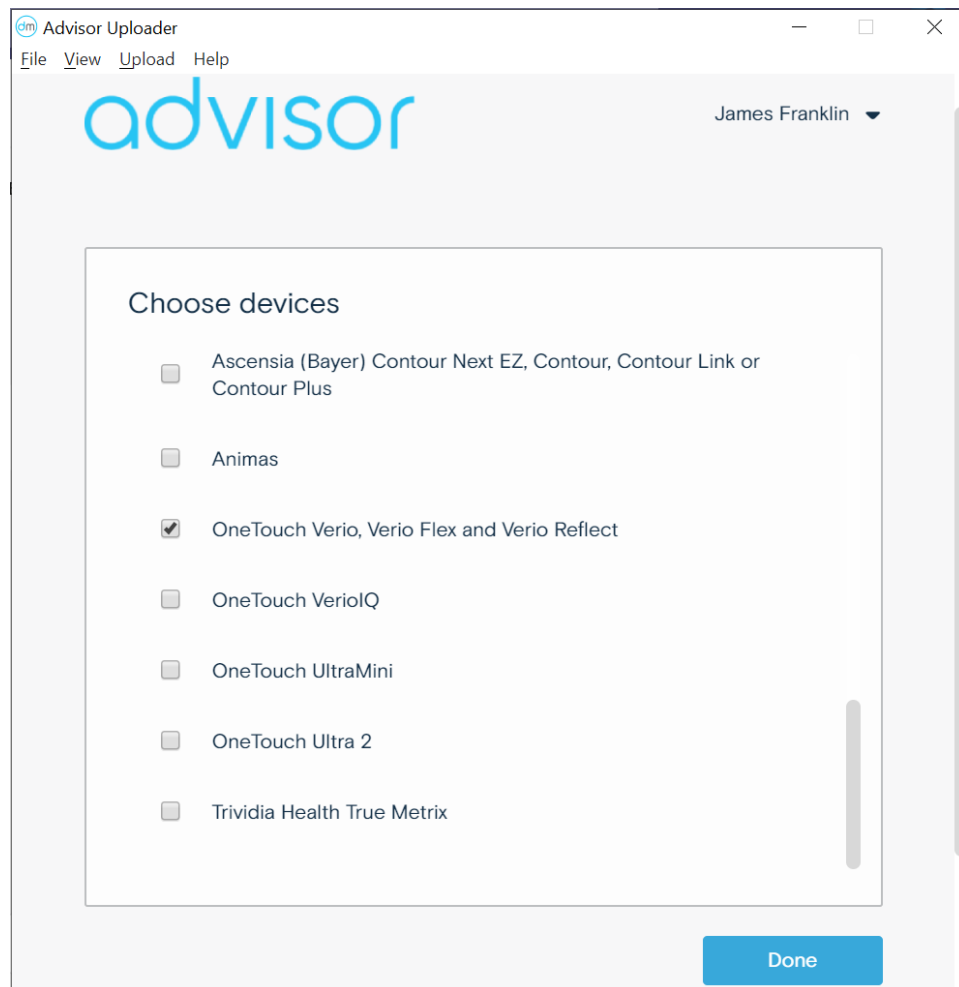 dm Advisor Uploader
File View Upload Help
advisor
James Franklin
Choose devices
Ascensia (Bayer) Contour Next EZ, Contour, Contour Link or
Contour Plus
Animas
OneTouch Verio, Verio Flex and Verio Reflect
OneTouch VerioIQ
OneTouch UltraMini
OneTouch Ultra 2
Trividia Health True Metrix
Done